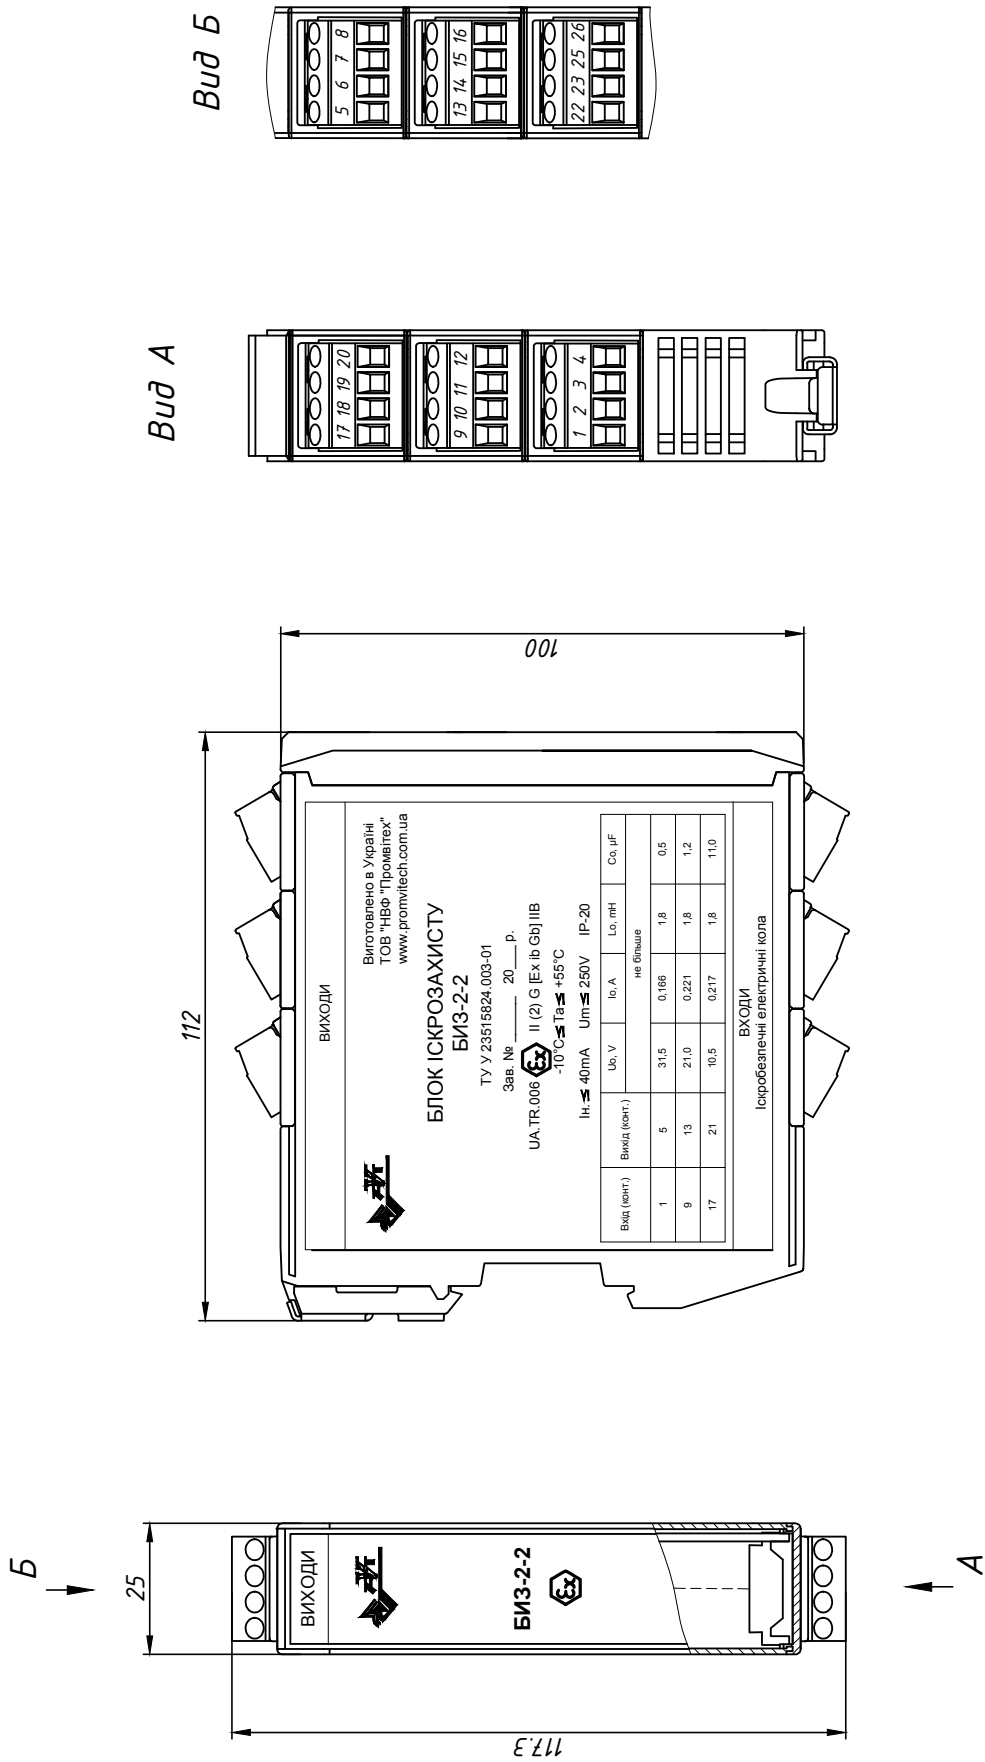 Б
25
ВИХОДИ
БИЗ-2-2
Ex
117.3
А
112
100
ВИХОДИ
Виготовлено в Україні
ТОВ "НВФ "Промвітех"
www.promvitech.com.ua
БЛОК ІСКРОЗАХИСТУ
БИЗ-2-2
ТУ У 23515824.003-01
Зав. № ______ 20___ р.
UA.TR.006 Ex II (2) G [Ex ib Gb] IIB
-10°C≤Ta≤ +55°C
Iн.≤ 40mA Um≤ 250V IP-20
Вхід (конт.) Вихід (конт.) Uo, V Io, A Lo, mH Co, µF
не більше
1 5 31,5 0,166 1,8 0,5
9 13 21,0 0,221 1,8 1,2
17 21 10,5 0,217 1,8 11,0
ВХОДИ
Іскробезпечні електричні кола
Вид А
17 18 19 20
9 10 11 12
1 2 3 4
Вид Б
5 6 7 8
13 14 15 16
22 23 25 26